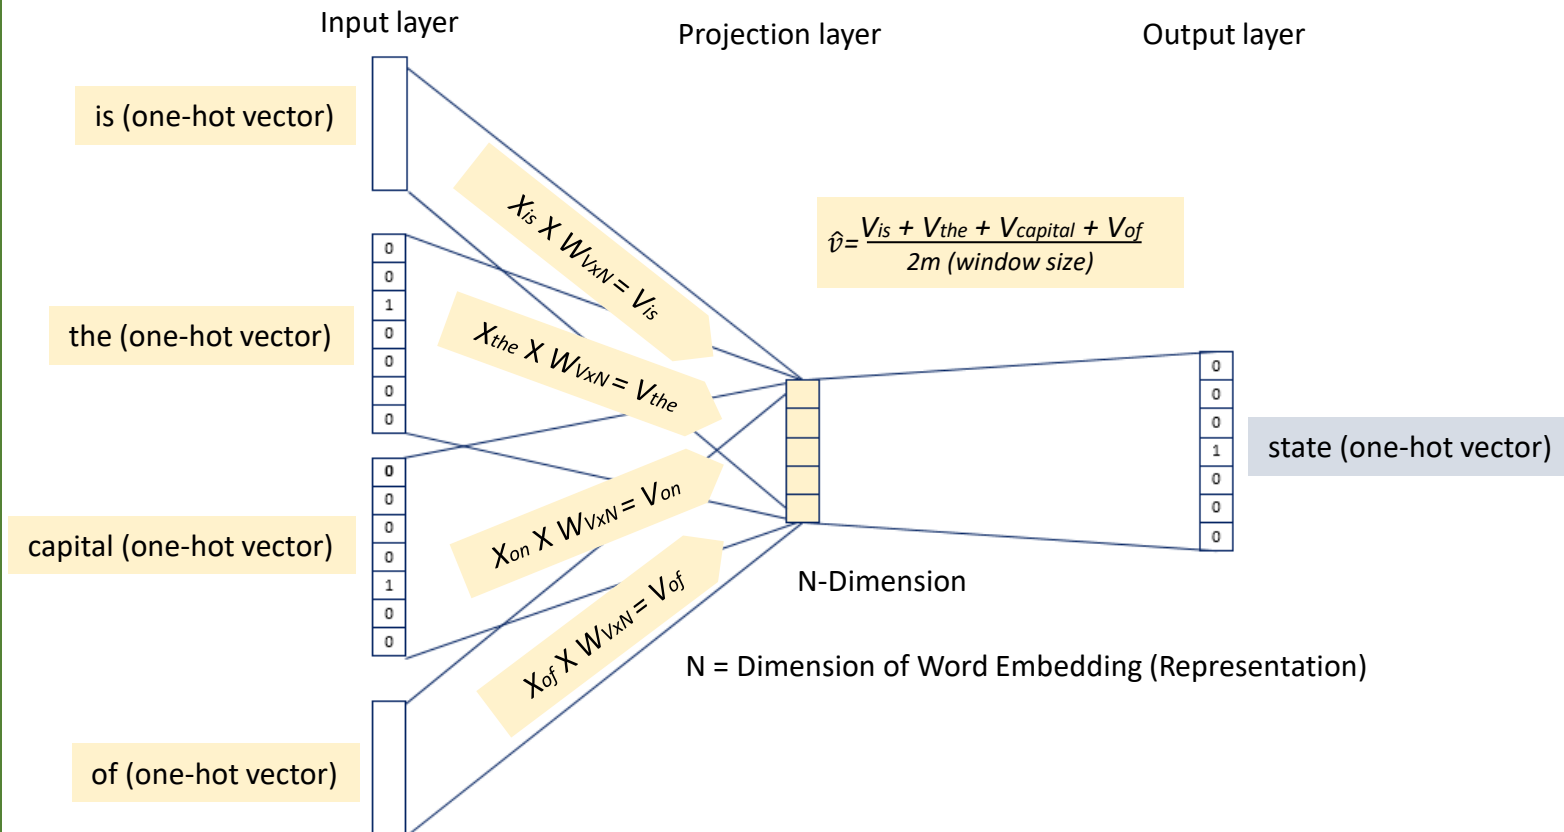 Input layer
Projection layer
Output layer
is (one-hot vector)
the (one-hot vector)
capital (one-hot vector)
of (one-hot vector)
0
0
1
0
0
0
0
0
0
0
0
1
0
0
Xis X WVxN = Vis
Xthe X WVxN = Vthe
Xon X WVxN = Von
Xof X WVxN = Vof
v̂= Vis + Vthe + Vcapital + Vof
2m (window size)
N-Dimension
N = Dimension of Word Embedding (Representation)
0
0
0
1
0
0
0
state (one-hot vector)